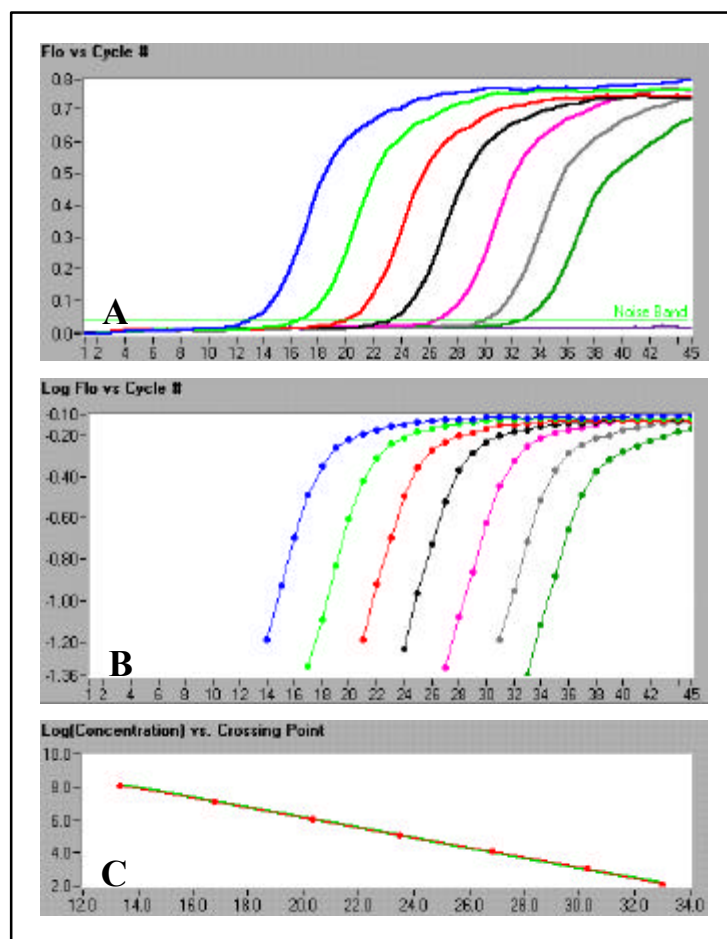 Flo vs Cycle #
0.8
0.7
0.6
0.5
0.4
0.3
0.2
0.1
0.0
A
Noise Band
1 2 4 6 8 10 12 14 16 18 20 22 24 26 28 30 32 34 36 38 40 42 45
Log Flo vs Cycle #
-0.10
-0.20
-0.40
-0.60
-0.80
-1.00
-1.20
-1.36
B
1 2 4 6 8 10 12 14 16 18 20 22 24 26 28 30 32 34 36 38 40 42 45
Log(Concentration) vs. Crossing Point
10.0
8.0
6.0
4.0
2.0
C
12.0 14.0 16.0 18.0 20.0 22.0 24.0 26.0 28.0 30.0 32.0 34.0